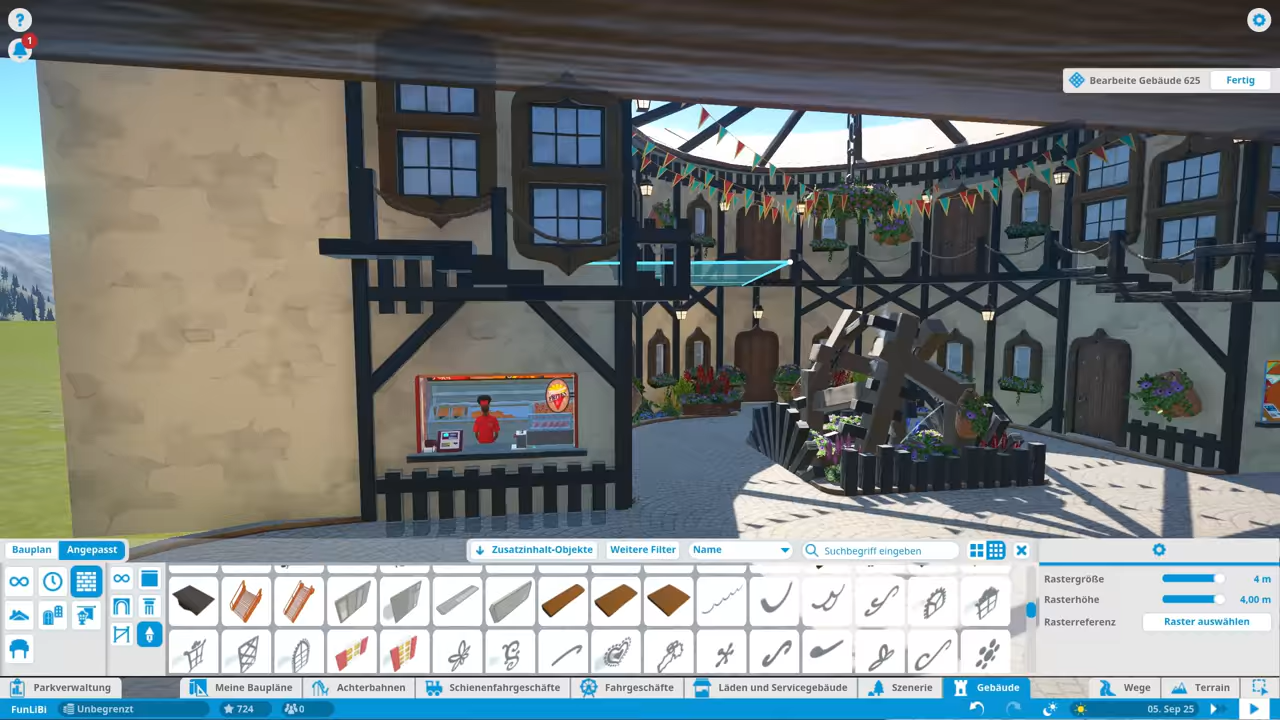 ?
1
Bearbeite Gebäude 625
Fertig
Bauplan
Angepasst
Zusatzinhalt-Objekte
Weitere Filter
Name
Suchbegriff eingeben
Rastergröße
4 m
Rasterhöhe
4,00 m
Rasterreferenz
Raster auswählen
Parkverwaltung
Meine Baupläne
Achterbahnen
Schienenfahrgeschäfte
Fahrgeschäfte
Läden und Servicegebäude
Szenerie
Gebäude
Wege
Terrain
FunLiBi
Unbegrenzt
724
0
05. Sep 25